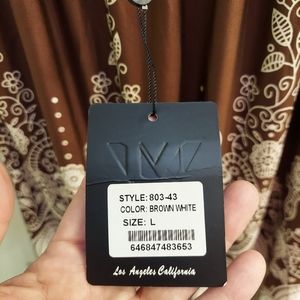 STYLE:803-43
COLOR: BROWN WHITE
SIZE: L
646847483653
Los Angeles California